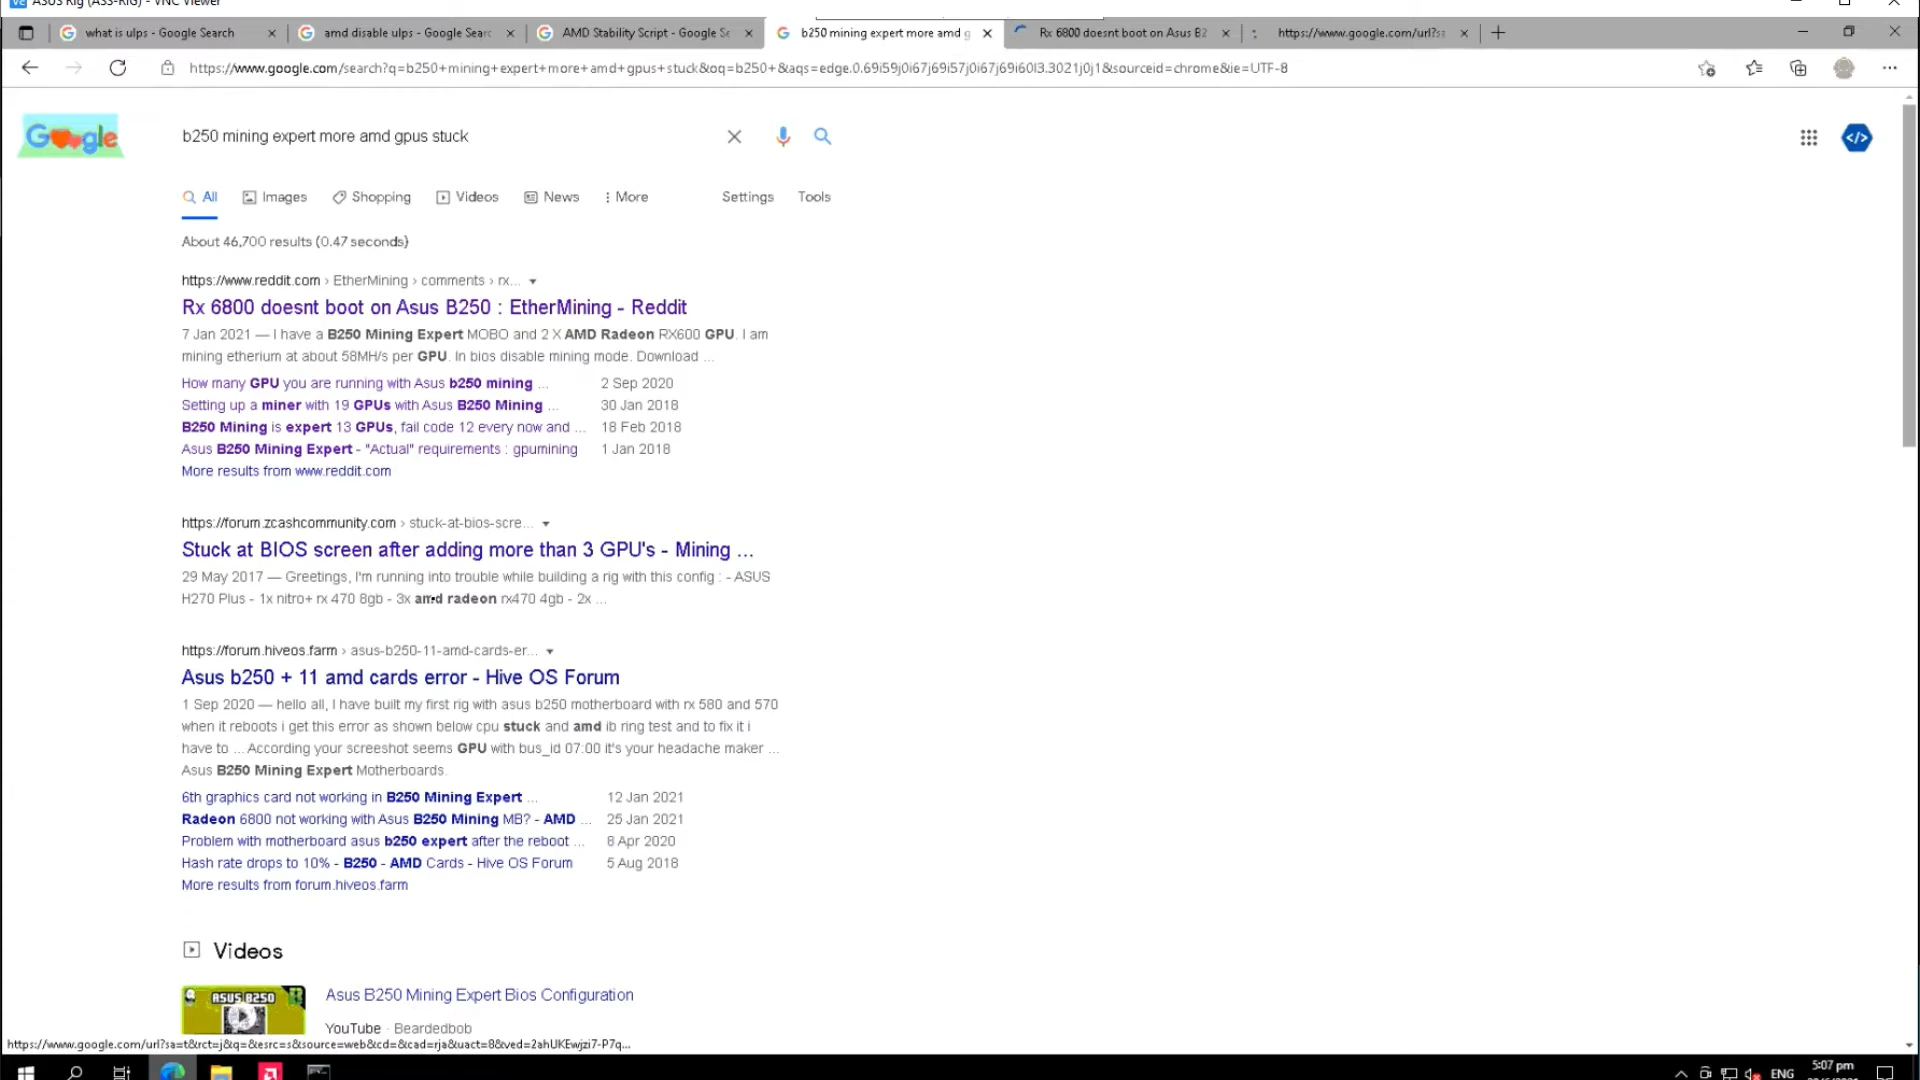 ASUS Rig (ASS-RIG) - VNC Viewer
what is ulps - Google Search
amd disable ulps - Google Searc
AMD Stability Script - Google Se
b250 mining expert more amd g
Rx 6800 doesnt boot on Asus B2
https://www.google.com/url?sa
https://www.google.com/search?q=b250+mining+expert+more+amd+gpus+stuck&oq=b250+&aqs=edge.0.69i59j0i67j69i57j0i67j69i60l3.3021j0j1&sourceid=chrome&ie=UTF-8
Google
b250 mining expert more amd gpus stuck
All
Images
Shopping
Videos
News
More
Settings
Tools
About 46,700 results (0.47 seconds)
https://www.reddit.com › EtherMining › comments › rx...
Rx 6800 doesnt boot on Asus B250 : EtherMining - Reddit
7 Jan 2021 — I have a B250 Mining Expert MOBO and 2 X AMD Radeon RX600 GPU. I am
mining etherium at about 58MH/s per GPU. In bios disable mining mode. Download ...
How many GPU you are running with Asus b250 mining ... 2 Sep 2020
Setting up a miner with 19 GPUs with Asus B250 Mining ... 30 Jan 2018
B250 Mining is expert 13 GPUs, fail code 12 every now and ... 18 Feb 2018
Asus B250 Mining Expert - "Actual" requirements : gpumining 1 Jan 2018
More results from www.reddit.com
https://forum.zcashcommunity.com › stuck-at-bios-scre...
Stuck at BIOS screen after adding more than 3 GPU's - Mining ...
29 May 2017 — Greetings, I'm running into trouble while building a rig with this config : - ASUS
H270 Plus - 1x nitro+ rx 470 8gb - 3x amd radeon rx470 4gb - 2x ...
https://forum.hiveos.farm › asus-b250-11-amd-cards-er...
Asus b250 + 11 amd cards error - Hive OS Forum
1 Sep 2020 — hello all, I have built my first rig with asus b250 motherboard with rx 580 and 570
when it reboots i get this error as shown below cpu stuck and amd ib ring test and to fix it i
have to ... According your screeshot seems GPU with bus_id 07:00 it's your headache maker ...
Asus B250 Mining Expert Motherboards.
6th graphics card not working in B250 Mining Expert ... 12 Jan 2021
Radeon 6800 not working with Asus B250 Mining MB? - AMD ... 25 Jan 2021
Problem with motherboard asus b250 expert after the reboot ... 8 Apr 2020
Hash rate drops to 10% - B250 - AMD Cards - Hive OS Forum 5 Aug 2018
More results from forum.hiveos.farm
Videos
ASUS B250
Asus B250 Mining Expert Bios Configuration
YouTube · Beardedbob
https://www.google.com/url?sa=t&rct=j&q=&esrc=s&source=web&cd=&cad=rja&uact=8&ved=2ahUKEwjzi7-P7q...
ENG
5:07 pm